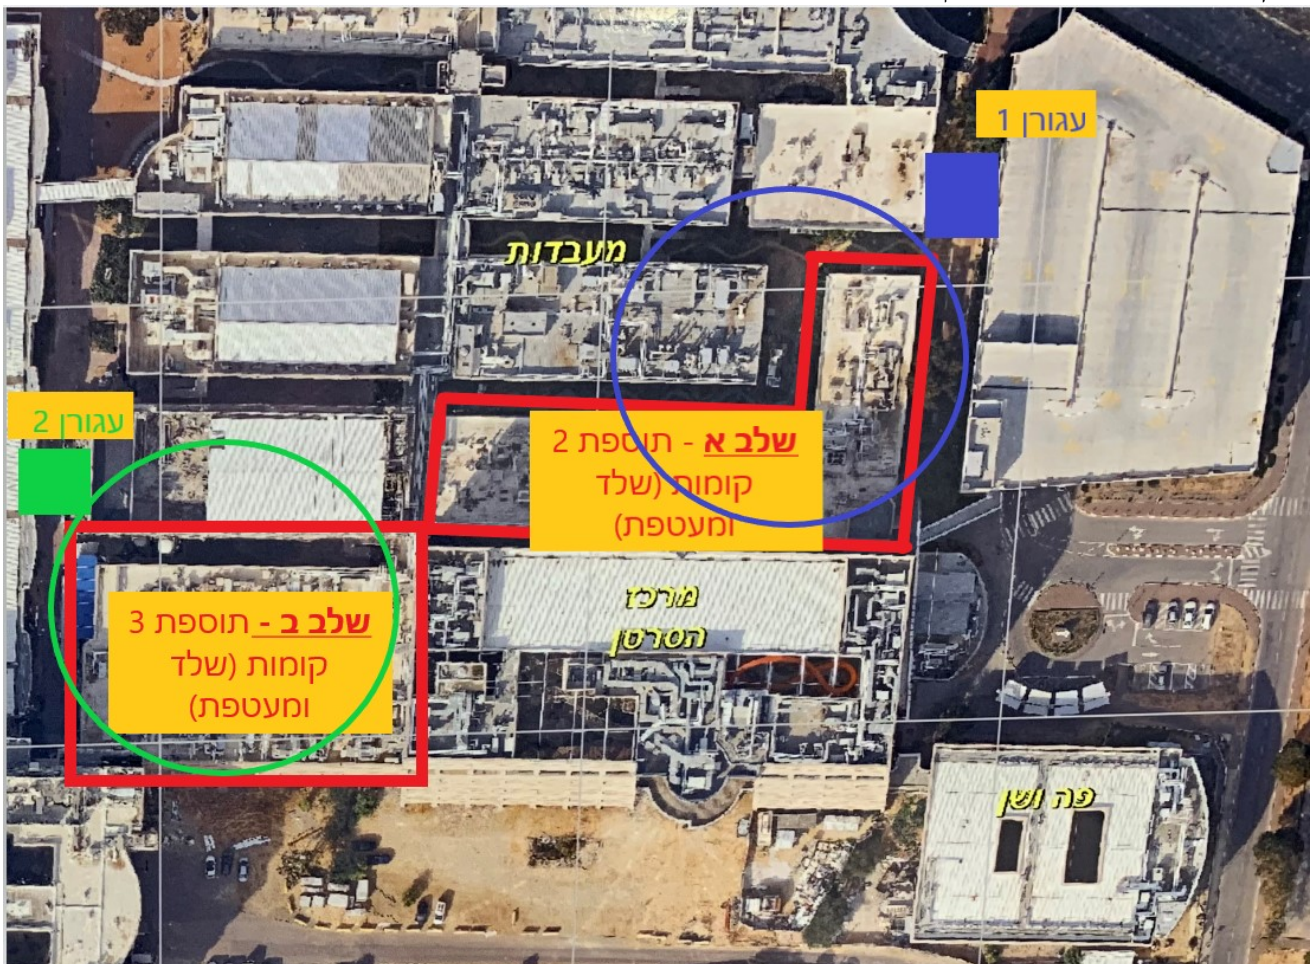 עגורן 1
מעבדות
עגורן 2
שלב א - תוספת 2
קומות (שלד
ומעטפת)
מרכז
הסרטן
שלב ב - תוספת 3
קומות (שלד
ומעטפת)
פה ושן